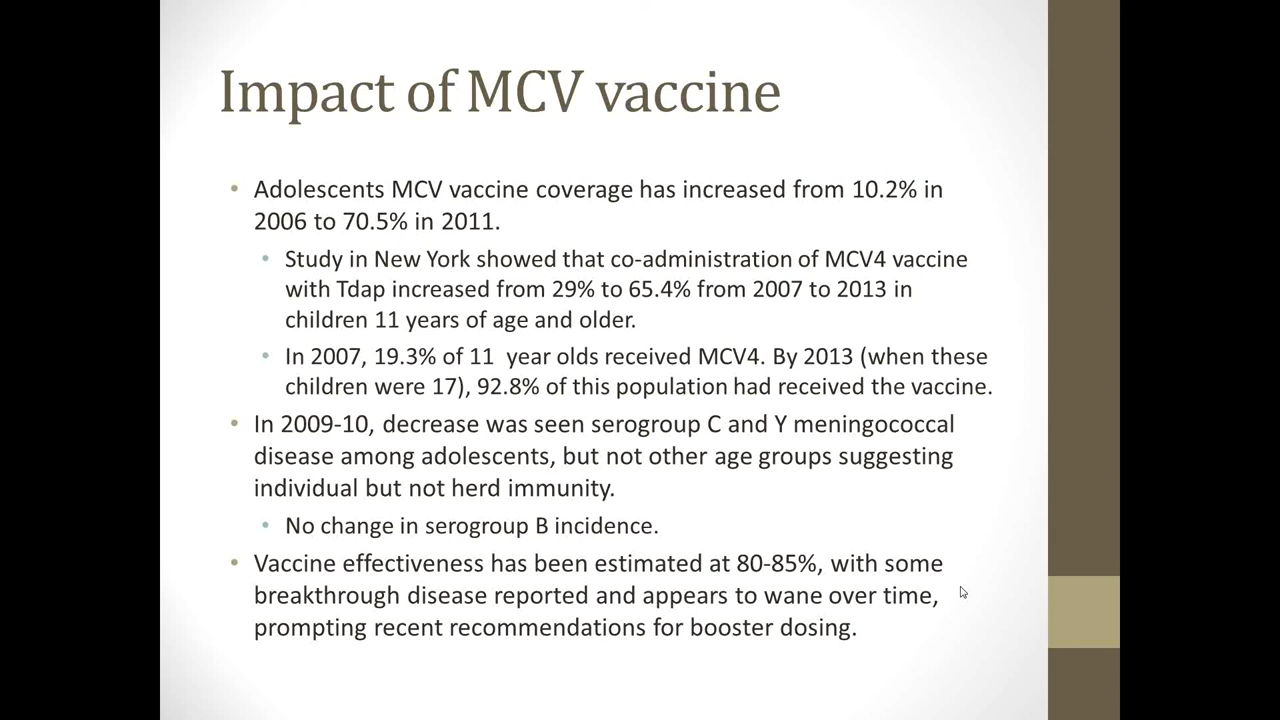 Impact of MCV vaccine
• Adolescents MCV vaccine coverage has increased from 10.2% in
2006 to 70.5% in 2011.
• Study in New York showed that co-administration of MCV4 vaccine
with Tdap increased from 29% to 65.4% from 2007 to 2013 in
children 11 years of age and older.
• In 2007, 19.3% of 11  year olds received MCV4. By 2013 (when these
children were 17), 92.8% of this population had received the vaccine.
• In 2009-10, decrease was seen serogroup C and Y meningococcal
disease among adolescents, but not other age groups suggesting
individual but not herd immunity.
• No change in serogroup B incidence.
• Vaccine effectiveness has been estimated at 80-85%, with some
breakthrough disease reported and appears to wane over time,
prompting recent recommendations for booster dosing.